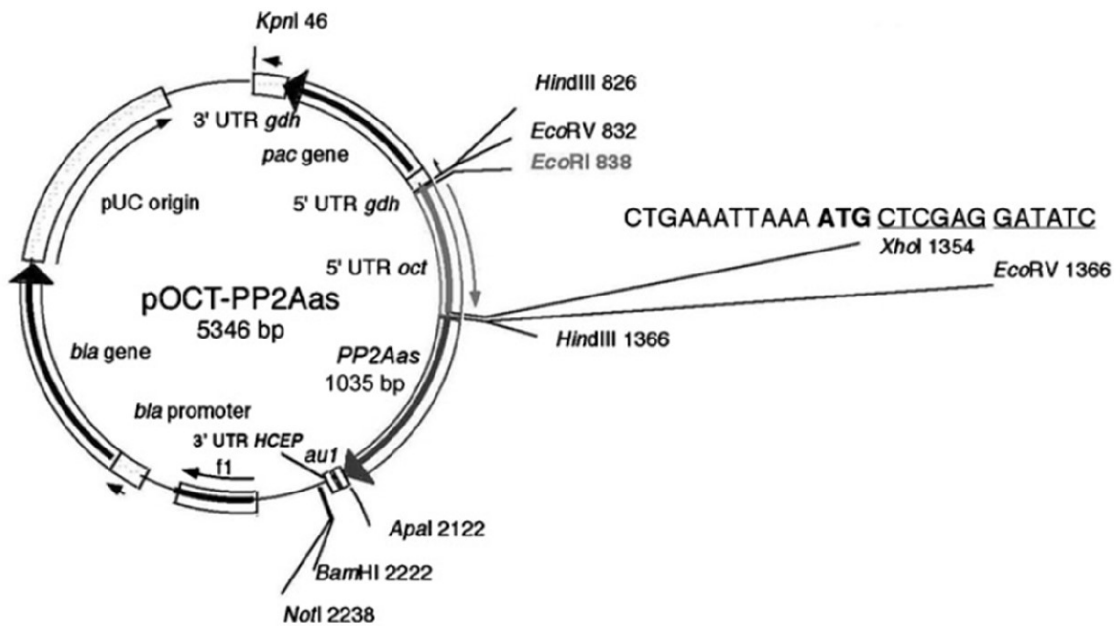 KpnI 46
HindIII 826
3' UTR gdh
EcoRV 832
pac gene
EcoRI 838
pUC origin
5' UTR gdh
CTGAAATTAAA ATG CTCGAG GATATC
XhoI 1354
5' UTR oct
EcoRV 1366
pOCT-PP2Aas
5346 bp
HindIII 1366
bla gene
PP2Aas
1035 bp
bla promoter
3' UTR HCEP
au1
f1
ApaI 2122
BamHI 2222
NotI 2238